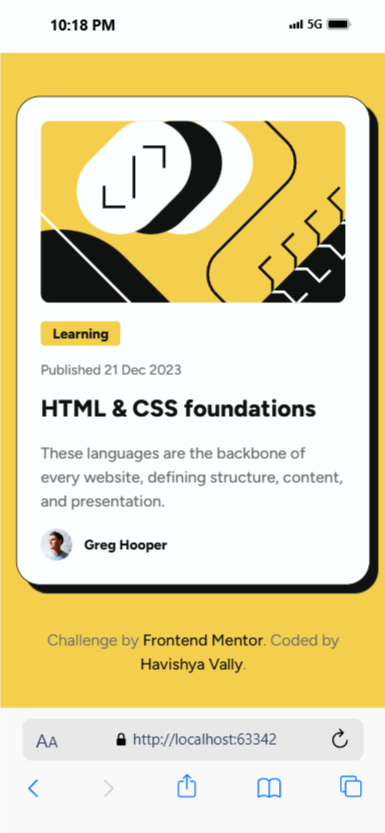 10:18 PM 5G
Learning
Published 21 Dec 2023
HTML & CSS foundations
These languages are the backbone of
every website, defining structure, content,
and presentation.
Greg Hooper
Challenge by Frontend Mentor. Coded by
Havishya Vally.
AA http://localhost:63342